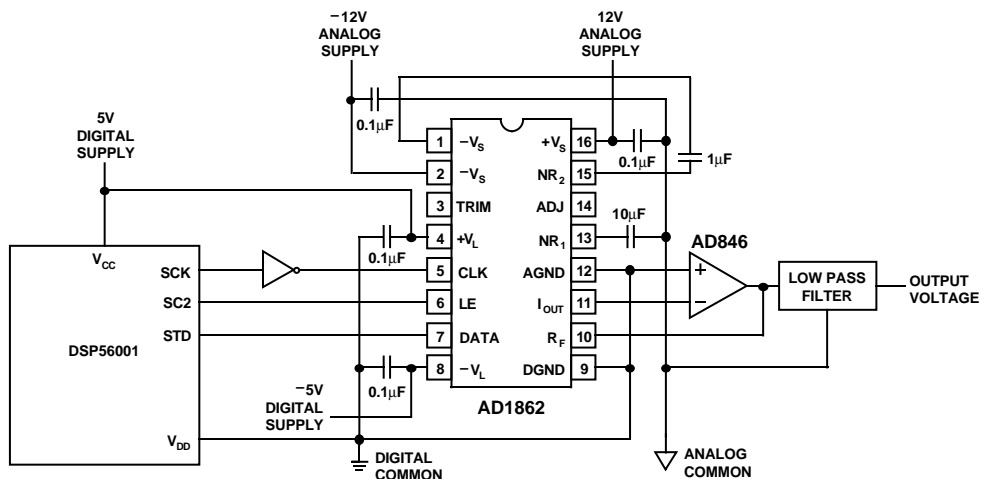 −12V
ANALOG
SUPPLY
12V
ANALOG
SUPPLY
5V
DIGITAL
SUPPLY
0.1μF
0.1μF
1μF
10μF
0.1μF
0.1μF
−5V
DIGITAL
SUPPLY
1
−VS
2
−VS
3
TRIM
4
+VL
5
CLK
6
LE
7
DATA
8
−VL
+VS
16
NR2
15
ADJ
14
NR1
13
AGND
12
IOUT
11
RF
10
DGND
9
AD1862
VCC
SCK
SC2
STD
DSP56001
VDD
AD846
+
−
LOW PASS
FILTER
OUTPUT
VOLTAGE
DIGITAL
COMMON
ANALOG
COMMON